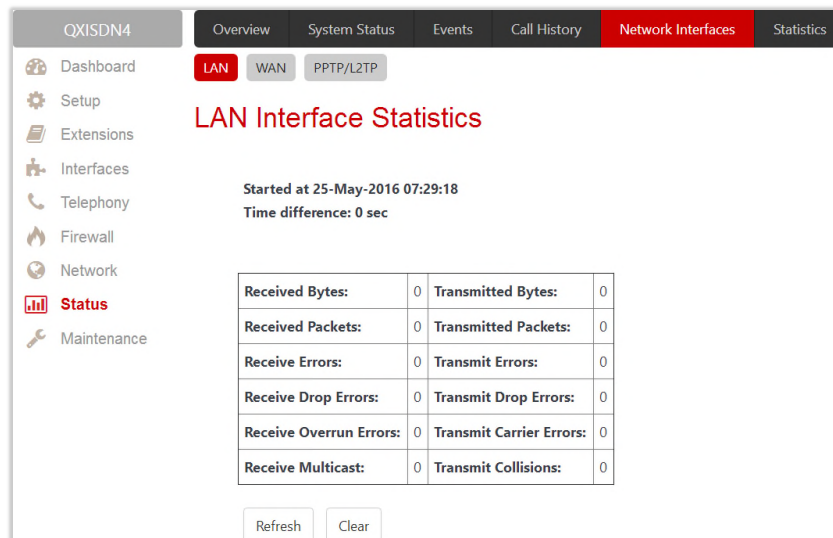 QXISDN4
Overview System Status Events Call History Network Interfaces Statistics
Dashboard
Setup
Extensions
Interfaces
Telephony
Firewall
Network
Status
Maintenance
LAN WAN PPTP/L2TP
LAN Interface Statistics
Started at 25-May-2016 07:29:18
Time difference: 0 sec
Received Bytes: 0 Transmitted Bytes: 0
Received Packets: 0 Transmitted Packets: 0
Receive Errors: 0 Transmit Errors: 0
Receive Drop Errors: 0 Transmit Drop Errors: 0
Receive Overrun Errors: 0 Transmit Carrier Errors: 0
Receive Multicast: 0 Transmit Collisions: 0
Refresh Clear